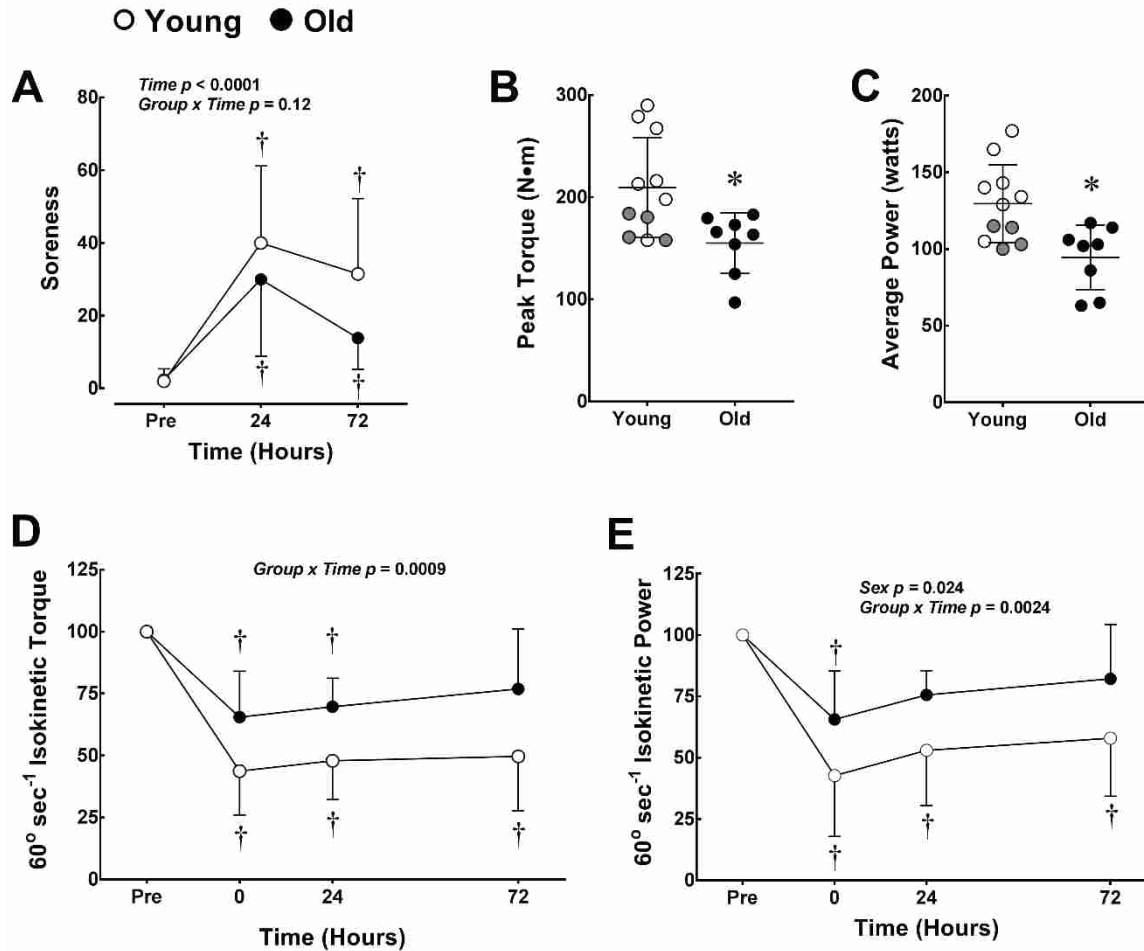 Young Old
A
Time p < 0.0001
Group x Time p = 0.12
80
60
40
20
0
Soreness
† †
† †
Pre 24 72
Time (Hours)
B
300
200
100
0
Peak Torque (N•m)
*
Young Old
C
200
150
100
50
0
Average Power (watts)
*
Young Old
D
Group x Time p = 0.0009
125
100
75
50
25
0
60° sec⁻¹ Isokinetic Torque
† †
† † †
Pre 0 24 72
Time (Hours)
E
Sex p = 0.024
Group x Time p = 0.0024
125
100
75
50
25
0
60° sec⁻¹ Isokinetic Power
†
† † †
Pre 0 24 72
Time (Hours)